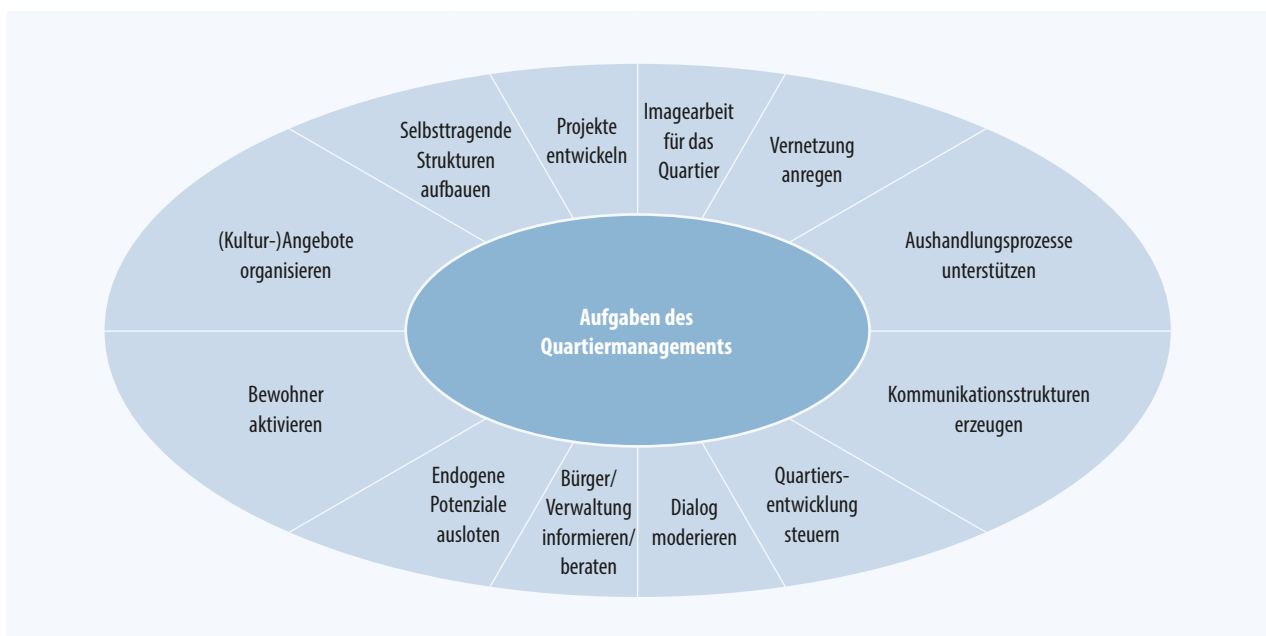 Selbsttragende
Strukturen
aufbauen
Projekte
entwickeln
Imagearbeit
für das
Quartier
Vernetzung
anregen
(Kultur-)Angebote
organisieren
Aushandlungsprozesse
unterstützen
Aufgaben des
Quartiermanagements
Bewohner
aktivieren
Kommunikationsstrukturen
erzeugen
Endogene
Potenziale
ausloten
Bürger/
Verwaltung
informieren/
beraten
Dialog
moderieren
Quartiers-
entwicklung
steuern